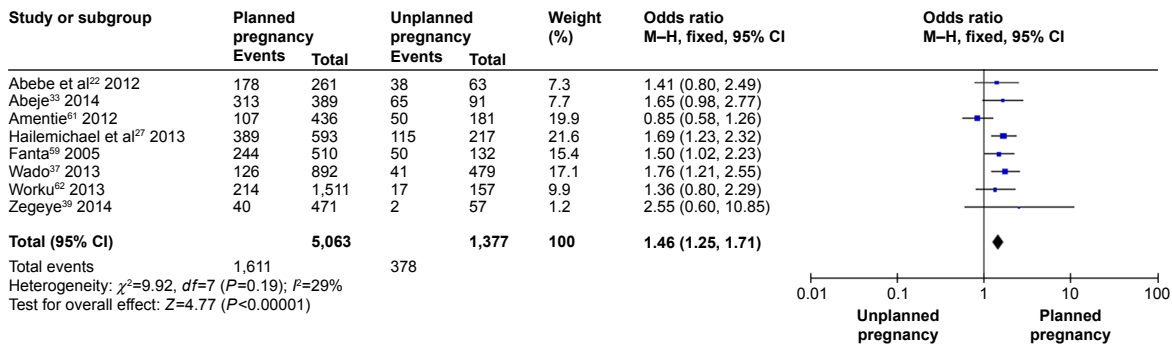 Study or subgroup Planned pregnancy Unplanned pregnancy Weight (%) Odds ratio M–H, fixed, 95% CI Odds ratio M–H, fixed, 95% CI
Events Total Events Total
Abebe et al²² 2012 178 261 38 63 7.3 1.41 (0.80, 2.49)
Abeje³³ 2014 313 389 65 91 7.7 1.65 (0.98, 2.77)
Amentie⁶¹ 2012 107 436 50 181 19.9 0.85 (0.58, 1.26)
Hailemichael et al²⁷ 2013 389 593 115 217 21.6 1.69 (1.23, 2.32)
Fanta⁵⁹ 2005 244 510 50 132 15.4 1.50 (1.02, 2.23)
Wado³⁷ 2013 126 892 41 479 17.1 1.76 (1.21, 2.55)
Worku⁶² 2013 214 1,511 17 157 9.9 1.36 (0.80, 2.29)
Zegeye³⁹ 2014 40 471 2 57 1.2 2.55 (0.60, 10.85)
Total (95% CI) 5,063 1,377 100 1.46 (1.25, 1.71)
Total events 1,611 378
Heterogeneity: χ²=9.92, df=7 (P=0.19); I²=29%
Test for overall effect: Z=4.77 (P<0.00001)
0.01 0.1 1 10 100
Unplanned pregnancy Planned pregnancy